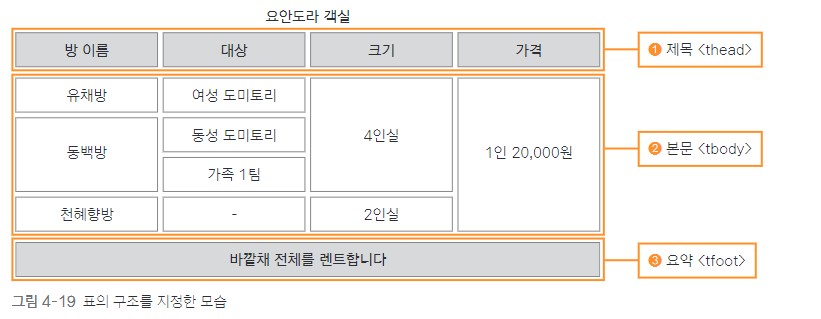 요안도라 객실
방 이름 대상 크기 가격
❶ 제목 <thead>
유채방 여성 도미토리
동백방 동성 도미토리 4인실 1인 20,000원
❷ 본문 <tbody>
가족 1팀
천혜향방 - 2인실
바깥채 전체를 렌트합니다
❸ 요약 <tfoot>
그림 4-19 표의 구조를 지정한 모습